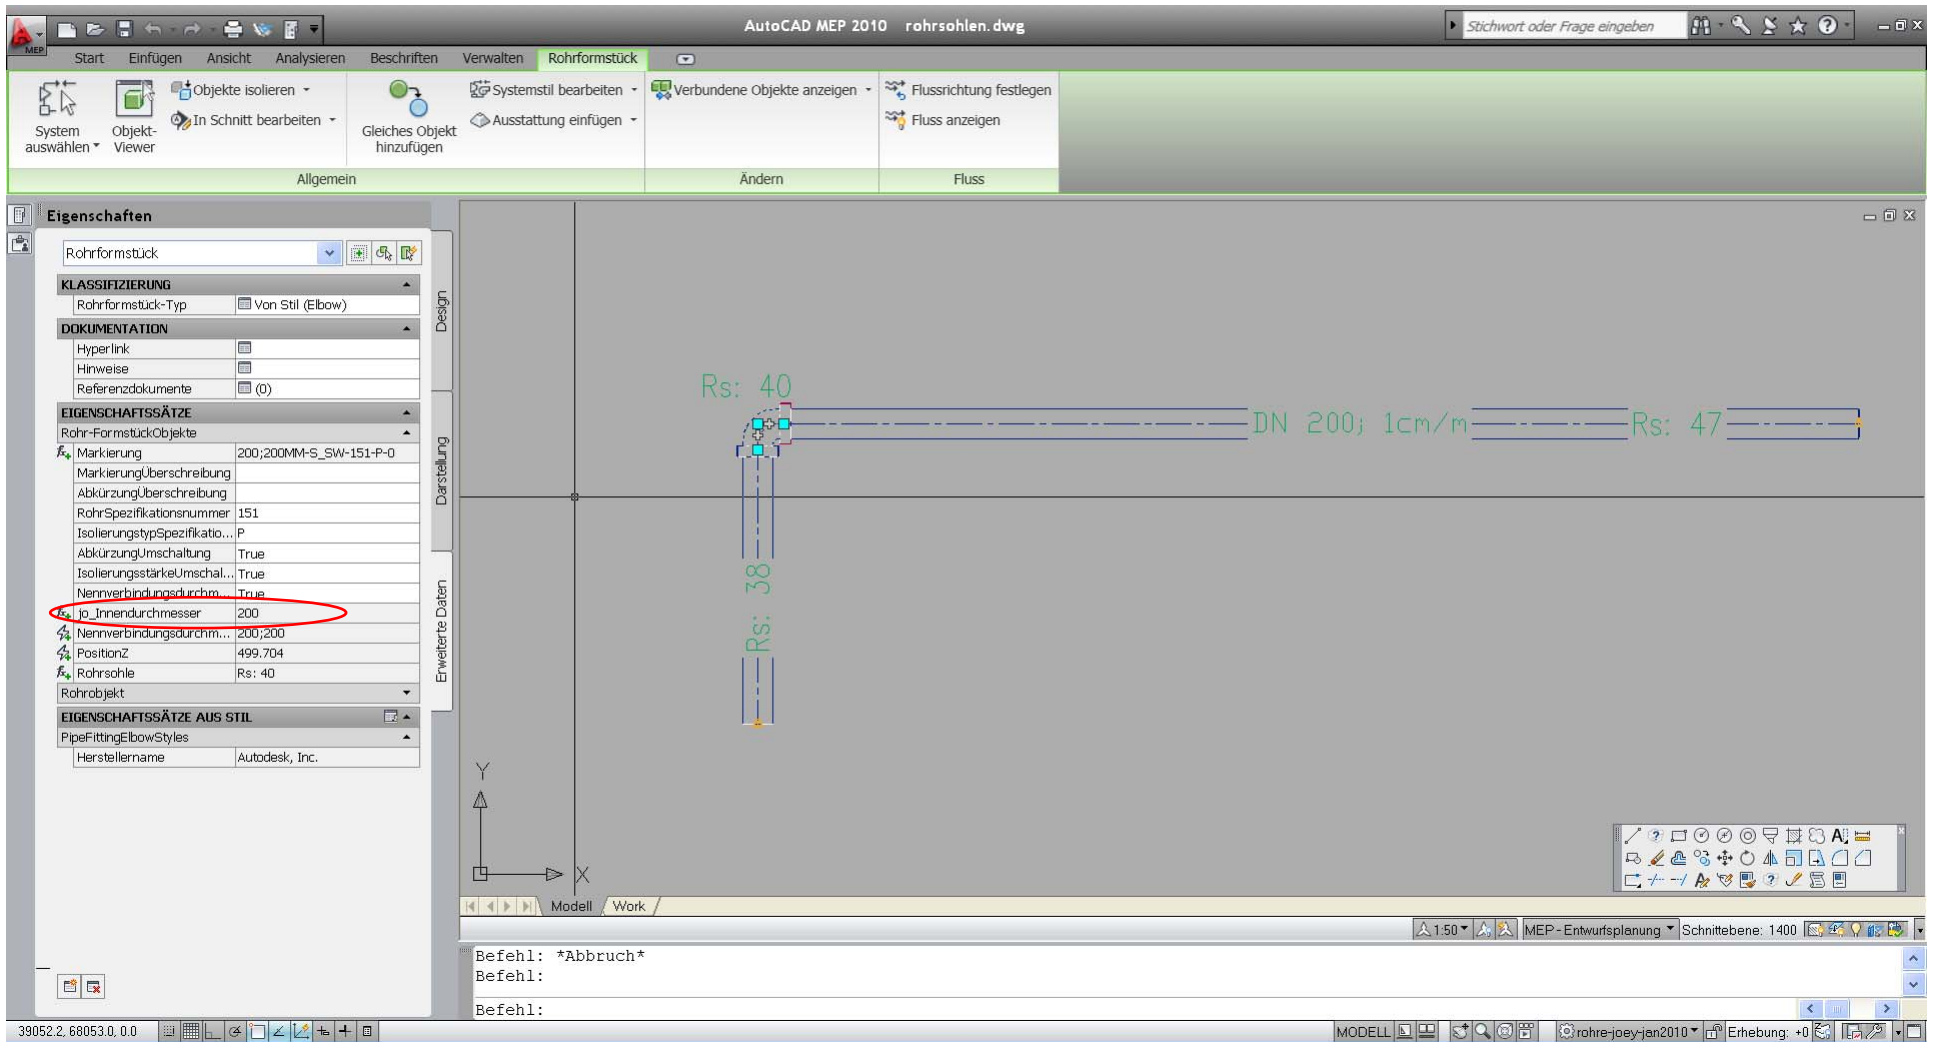 AutoCAD MEP 2010 rohrsohlen.dwg
Stichwort oder Frage eingeben
MEP
Start Einfügen Ansicht Analysieren Beschriften Verwalten Rohrformstück
System auswählen
Objekt-Viewer
Objekte isolieren
In Schnitt bearbeiten
Gleiches Objekt hinzufügen
Systemstil bearbeiten
Ausstattung einfügen
Verbundene Objekte anzeigen
Flussrichtung festlegen
Fluss anzeigen
Allgemein Ändern Fluss
Eigenschaften
Rohrformstück
KLASSIFIZIERUNG
Rohrformstück-Typ Von Stil (Elbow)
DOKUMENTATION
Hyperlink
Hinweise
Referenzdokumente (0)
EIGENSCHAFTSSÄTZE
Rohr-FormstückObjekte
Markierung 200;200MM-S_SW-151-P-0
MarkierungÜberschreibung
AbkürzungÜberschreibung
RohrSpezifikationsnummer 151
IsolierungstypSpezifikatio... P
AbkürzungUmschaltung True
IsolierungsstärkeUmschal... True
Nennverbindungsdurchm... True
jo_Innendurchmesser 200
Nennverbindungsdurchm... 200;200
PositionZ 499.704
Rohrsohle Rs: 40
Rohrobjekt
EIGENSCHAFTSSÄTZE AUS STIL
PipeFittingElbowStyles
Herstellername Autodesk, Inc.
Design
Darstellung
Erweiterte Daten
Rs: 40
DN 200; 1cm/m
Rs: 47
Rs: 38
Y
X
Modell Work
1:50 MEP-Entwurfsplanung Schnittebene: 1400
Befehl: *Abbruch*
Befehl:
Befehl:
39052.2, 68053.0, 0.0
MODELL
rohre-joey-jan2010 Erhebung: +0